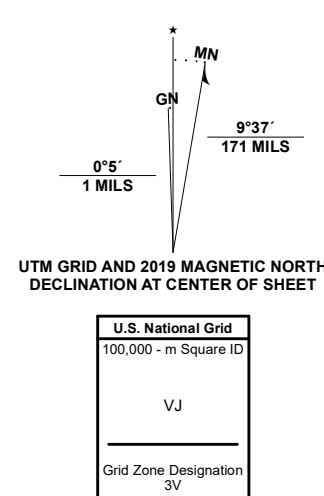 ★
MN
GN
9°37´
171 MILS
0°5´
1 MILS
UTM GRID AND 2019 MAGNETIC NORTH
DECLINATION AT CENTER OF SHEET
U.S. National Grid
100,000 - m Square ID
VJ
Grid Zone Designation
3V